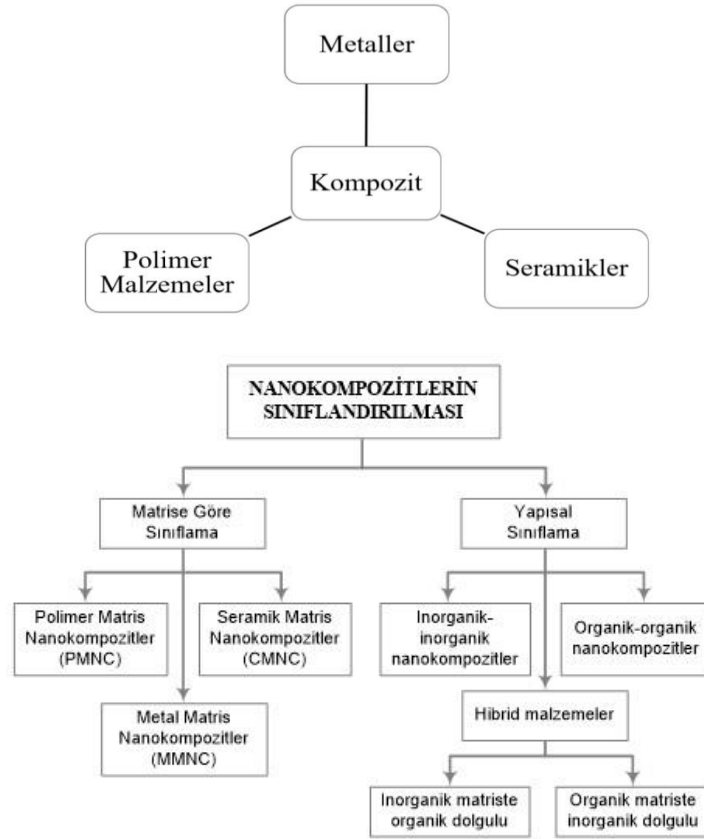 Metaller
Kompozit
Polimer
Malzemeler
Seramikler
NANOKOMPOZİTLERİN
SINIFLANDIRILMASI
Matrise Göre
Sınıflama
Yapısal
Sınıflama
Polimer Matris
Nanokompozitler
(PMNC)
Seramik Matris
Nanokompozitler
(CMNC)
Inorganik-
inorganik
nanokompozitler
Organik-organik
nanokompozitler
Metal Matris
Nanokompozitler
(MMNC)
Hibrid malzemeler
Inorganik matriste
organik dolgulu
Organik matriste
inorganik dolgulu